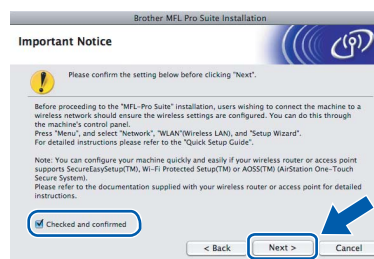 Brother MFL Pro Suite Installation
Important Notice
Please confirm the setting below before clicking "Next".
Before proceeding to the "MFL-Pro Suite" installation, users wishing to connect the machine to a
wireless network should ensure the wireless settings are configured. You can do this through
the machine's control panel.
Press "Menu", and select "Network", "WLAN"(Wireless LAN), and "Setup Wizard".
For detailed instructions please refer to the "Quick Setup Guide".
Note: You can configure your machine quickly and easily if your wireless router or access point
supports SecureEasySetup(TM), Wi-Fi Protected Setup(TM) or AOSS(TM) (AirStation One-Touch
Secure System).
Please refer to the documentation supplied with your wireless router or access point for detailed
instructions.
Checked and confirmed
< Back Next > Cancel